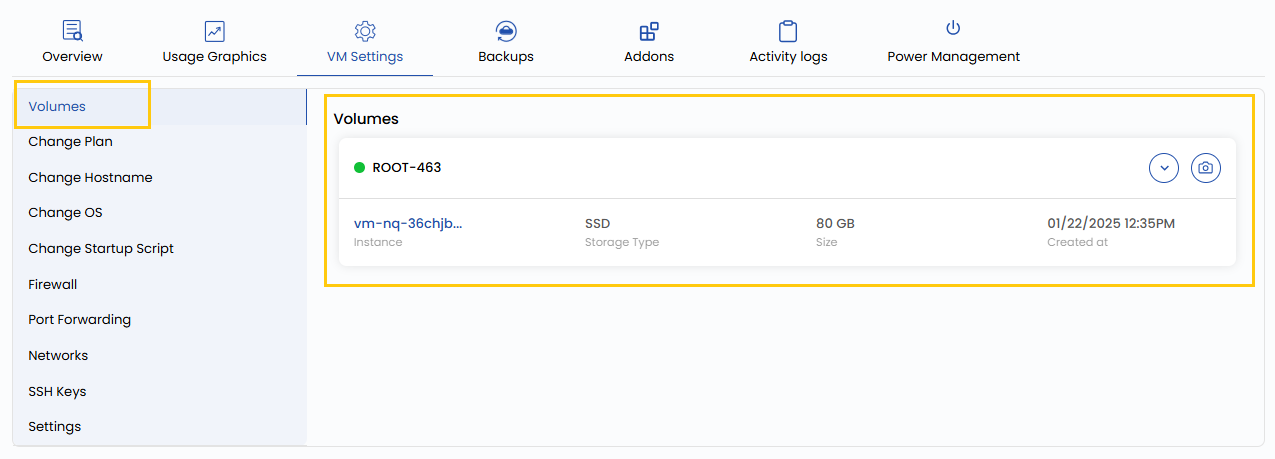 Overview
Usage Graphics
VM Settings
Backups
Addons
Activity logs
Power Management
Volumes
Change Plan
Change Hostname
Change OS
Change Startup Script
Firewall
Port Forwarding
Networks
SSH Keys
Settings
Volumes
ROOT-463
vm-nq-36chjb...
Instance
SSD
Storage Type
80 GB
Size
01/22/2025 12:35PM
Created at